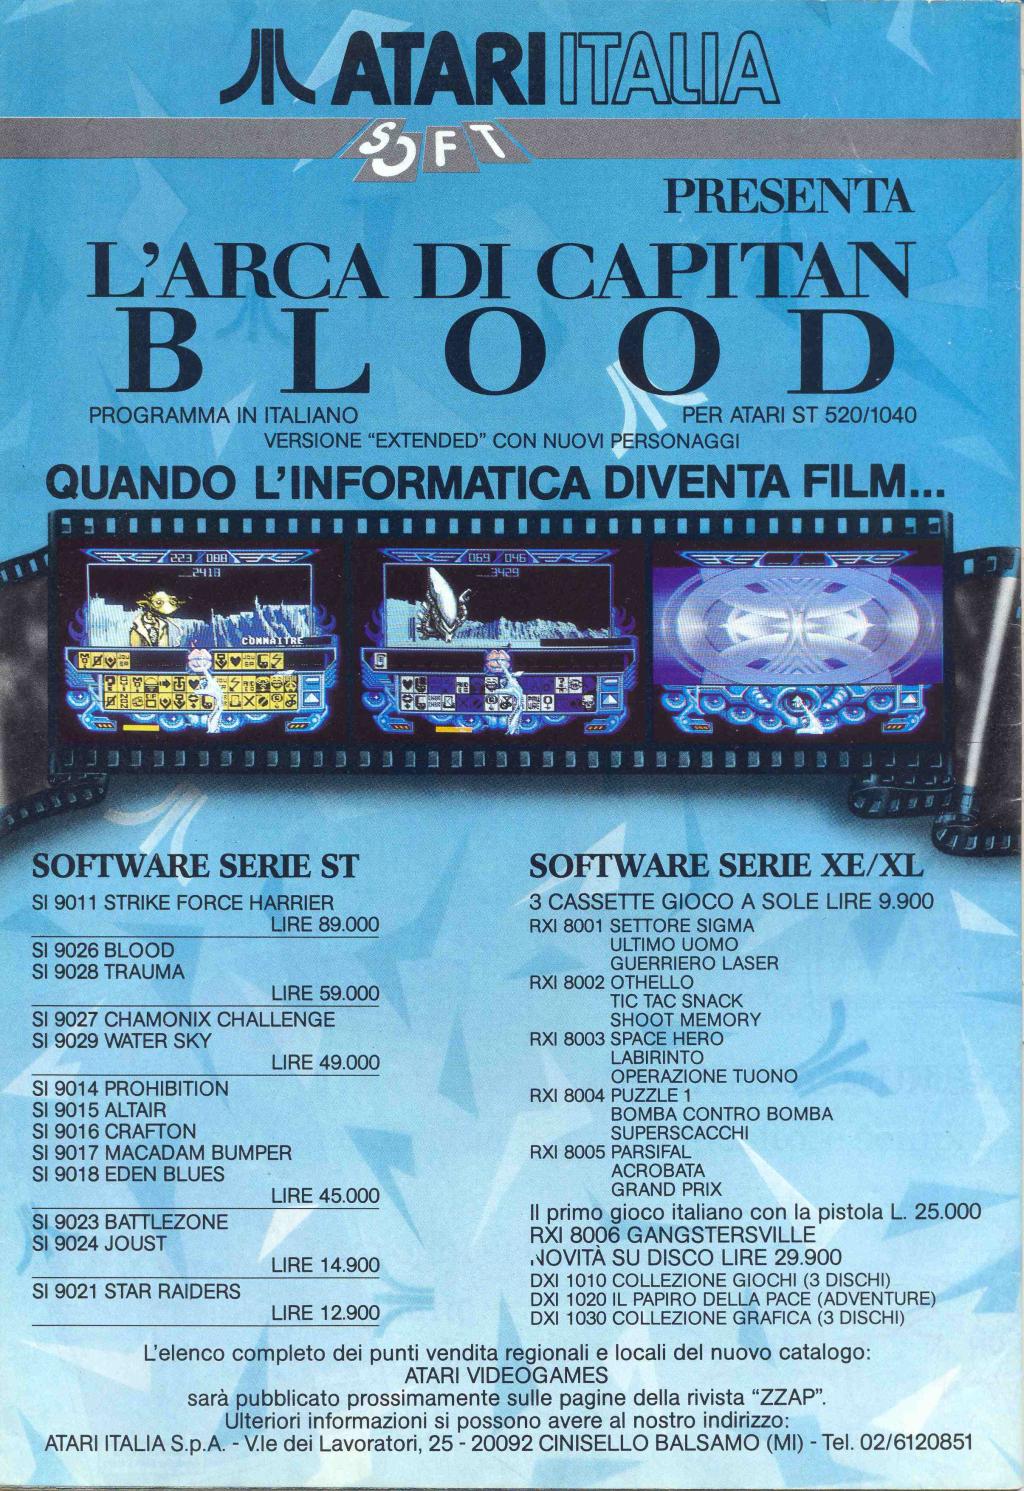 ATARI ITALIA
SOFT
PRESENTA
L'ARCA DI CAPITAN
BLOOD
PROGRAMMA IN ITALIANO PER ATARI ST 520/1040
VERSIONE "EXTENDED" CON NUOVI PERSONAGGI
QUANDO L'INFORMATICA DIVENTA FILM...
223 / 088
2418
CONNAITRE
069 / 046
3429
SOFTWARE SERIE ST
SI 9011 STRIKE FORCE HARRIER
LIRE 89.000
SI 9026 BLOOD
SI 9028 TRAUMA
LIRE 59.000
SI 9027 CHAMONIX CHALLENGE
SI 9029 WATER SKY
LIRE 49.000
SI 9014 PROHIBITION
SI 9015 ALTAIR
SI 9016 CRAFTON
SI 9017 MACADAM BUMPER
SI 9018 EDEN BLUES
LIRE 45.000
SI 9023 BATTLEZONE
SI 9024 JOUST
LIRE 14.900
SI 9021 STAR RAIDERS
LIRE 12.900
SOFTWARE SERIE XE/XL
3 CASSETTE GIOCO A SOLE LIRE 9.900
RXI 8001 SETTORE SIGMA
ULTIMO UOMO
GUERRIERO LASER
RXI 8002 OTHELLO
TIC TAC SNACK
SHOOT MEMORY
RXI 8003 SPACE HERO
LABIRINTO
OPERAZIONE TUONO
RXI 8004 PUZZLE 1
BOMBA CONTRO BOMBA
SUPERSCACCHI
RXI 8005 PARSIFAL
ACROBATA
GRAND PRIX
Il primo gioco italiano con la pistola L. 25.000
RXI 8006 GANGSTERSVILLE
NOVITÀ SU DISCO LIRE 29.900
DXI 1010 COLLEZIONE GIOCHI (3 DISCHI)
DXI 1020 IL PAPIRO DELLA PACE (ADVENTURE)
DXI 1030 COLLEZIONE GRAFICA (3 DISCHI)
L'elenco completo dei punti vendita regionali e locali del nuovo catalogo:
ATARI VIDEOGAMES
sarà pubblicato prossimamente sulle pagine della rivista "ZZAP".
Ulteriori informazioni si possono avere al nostro indirizzo:
ATARI ITALIA S.p.A. - V.le dei Lavoratori, 25 - 20092 CINISELLO BALSAMO (MI) - Tel. 02/6120851